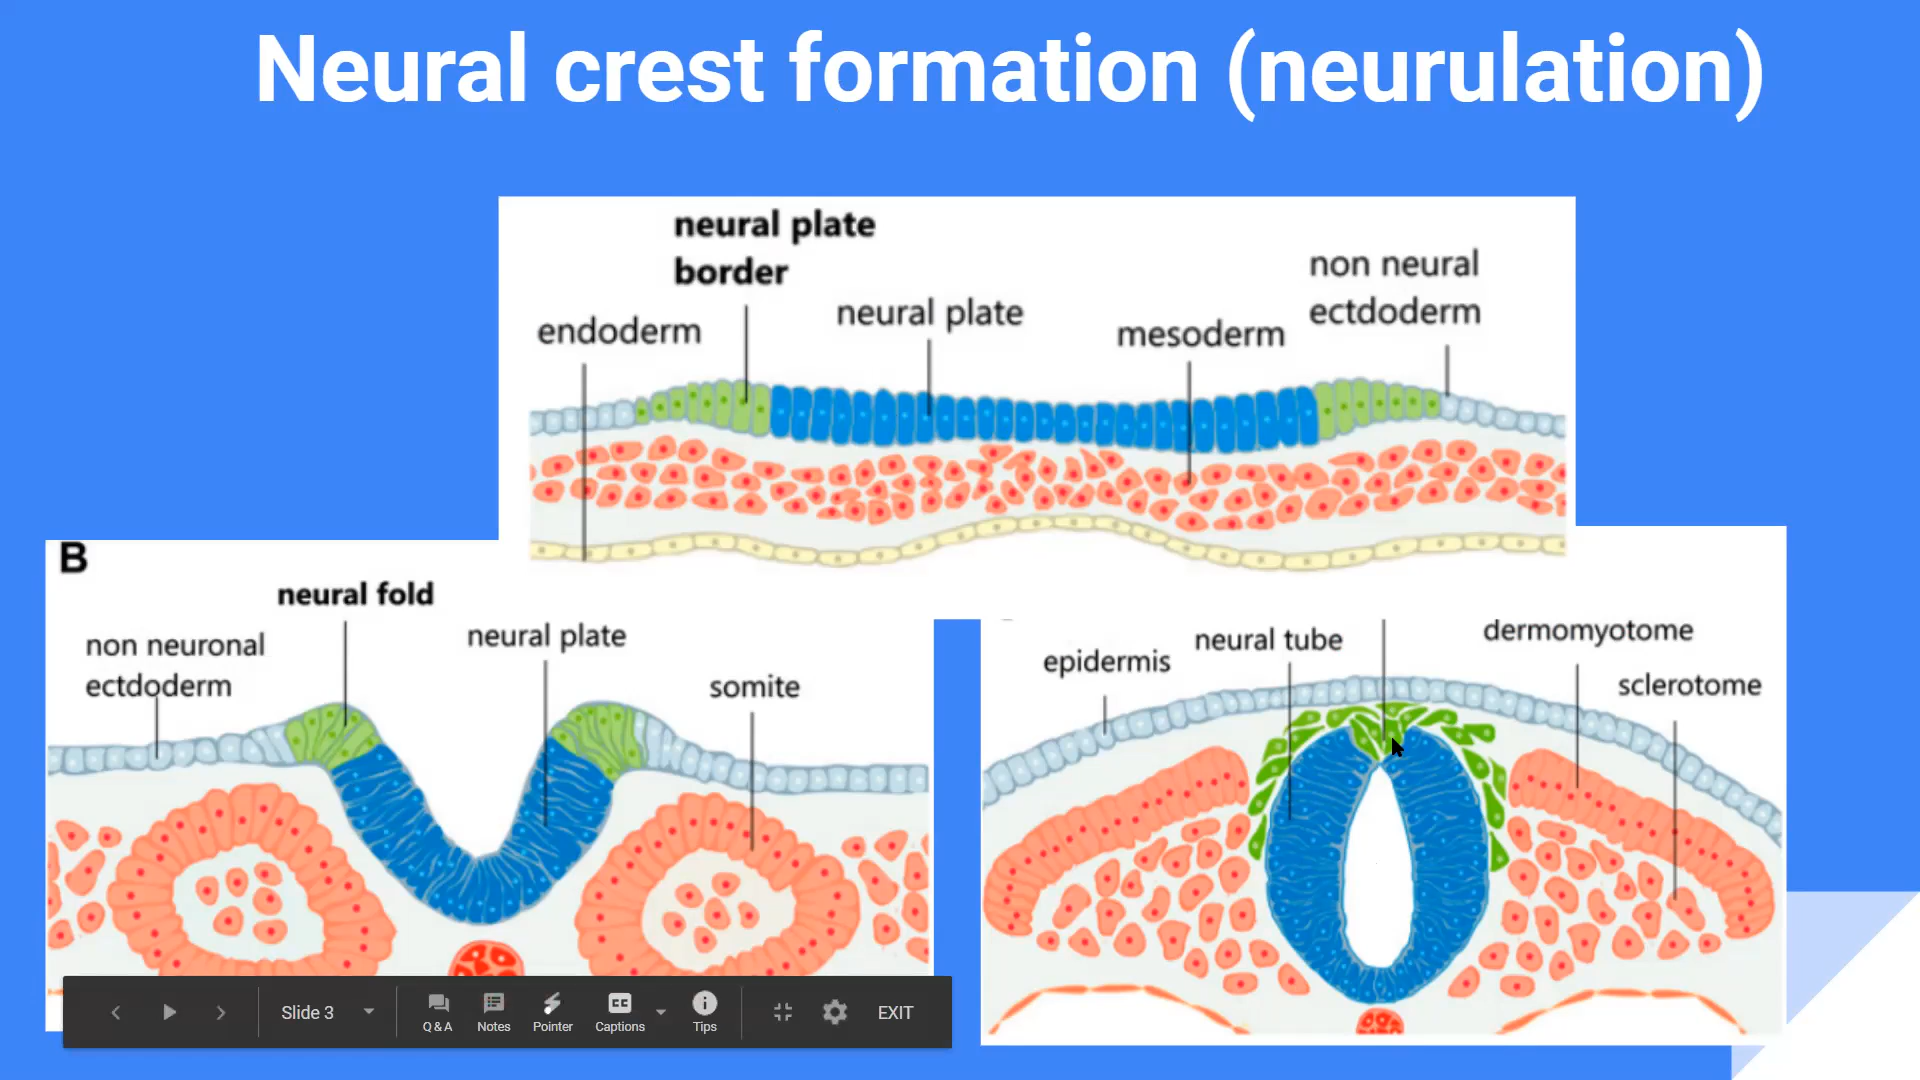 Neural crest formation (neurulation)
neural plate
border
endoderm
neural plate
mesoderm
non neural
ectdoderm
B
neural fold
non neuronal
ectdoderm
neural plate
somite
epidermis
neural tube
dermomyotome
sclerotome
Slide 3
Q & A
Notes
Pointer
CC
Captions
Tips
EXIT